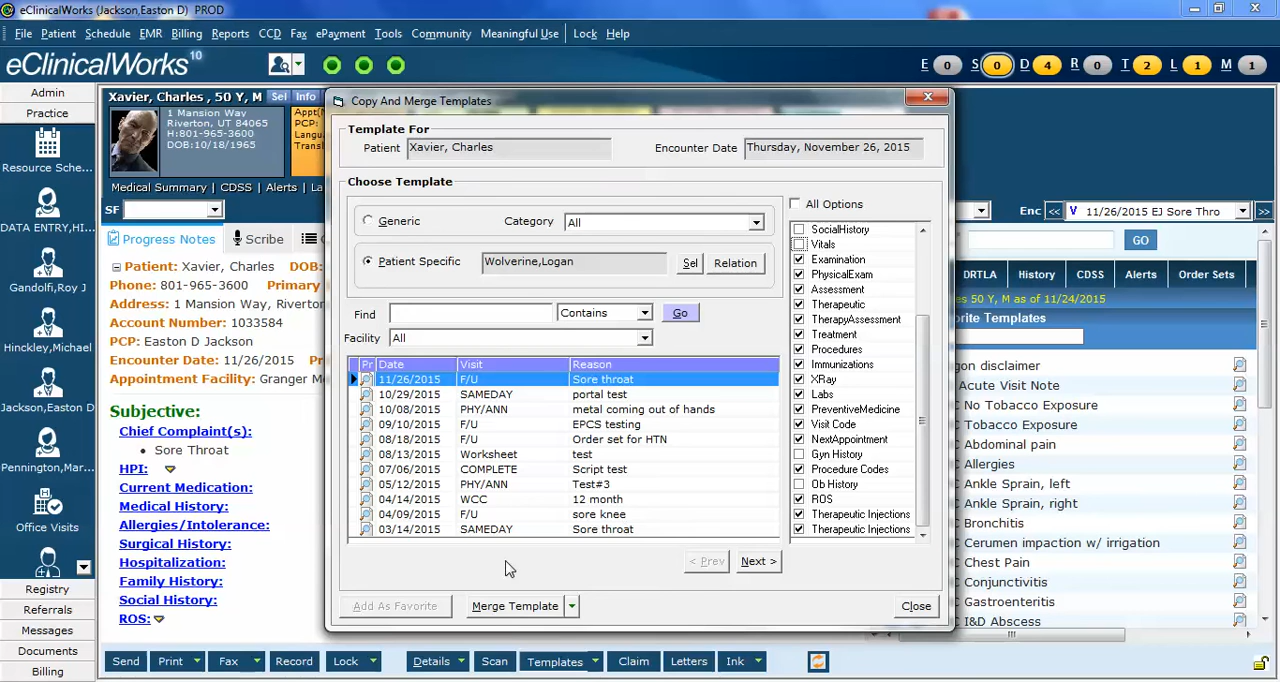 eClinicalWorks (Jackson,Easton D) PROD
File Patient Schedule EMR Billing Reports CCD Fax ePayment Tools Community Meaningful Use Lock Help
eClinicalWorks 10
E 0 S 0 D 4 R 0 T 2 L 1 M 1
Admin
Practice
Resource Sche...
DATA ENTRY,HI...
Gandolfi,Roy J
Hinckley,Michael
Jackson,Easton D
Pennington,Mar...
Office Visits
Registry
Referrals
Messages
Documents
Billing
Xavier, Charles , 50 Y, M Sel Info
1 Mansion Way
Riverton, UT 84065
H:801-965-3600
DOB:10/18/1965
Appt(
PCP:
Langu
Trans
Medical Summary | CDSS | Alerts | La
SF
Progress Notes Scribe
Patient: Xavier, Charles DOB:
Phone: 801-965-3600 Primary
Address: 1 Mansion Way, Riverton
Account Number: 1033584
PCP: Easton D Jackson
Encounter Date: 11/26/2015
Appointment Facility: Granger Me
Subjective:
Chief Complaint(s):
• Sore Throat
HPI:
Current Medication:
Medical History:
Allergies/Intolerance:
Surgical History:
Hospitalization:
Family History:
Social History:
ROS:
Copy And Merge Templates
Template For
Patient Xavier, Charles Encounter Date Thursday, November 26, 2015
Choose Template
Generic Category All
Patient Specific Wolverine,Logan Sel Relation
Find Contains Go
Facility All
Pr Date Visit Reason
11/26/2015 F/U Sore throat
10/29/2015 SAMEDAY portal test
10/08/2015 PHY/ANN metal coming out of hands
09/10/2015 F/U EPCS testing
08/18/2015 F/U Order set for HTN
08/13/2015 Worksheet test
07/06/2015 COMPLETE Script test
05/12/2015 PHY/ANN Test#3
04/14/2015 WCC 12 month
04/09/2015 F/U sore knee
03/14/2015 SAMEDAY Sore throat
< Prev Next >
Add As Favorite Merge Template Close
All Options
SocialHistory
Vitals
Examination
PhysicalExam
Assessment
Therapeutic
TherapyAssessment
Treatment
Procedures
Immunizations
XRay
Labs
PreventiveMedicine
Visit Code
NextAppointment
Gyn History
Procedure Codes
Ob History
ROS
Therapeutic Injections
Therapeutic Injections
Enc << V 11/26/2015 EJ Sore Thro >>
GO
DRTLA History CDSS Alerts Order Sets
es 50 Y, M as of 11/24/2015
orite Templates
gon disclaimer
C Acute Visit Note
C No Tobacco Exposure
C Tobacco Exposure
C Abdominal pain
C Allergies
C Ankle Sprain, left
C Ankle Sprain, right
C Bronchitis
C Cerumen impaction w/ irrigation
C Chest Pain
C Conjunctivitis
C Gastroenteritis
C I&D Abscess
Send Print Fax Record Lock Details Scan Templates Claim Letters Ink